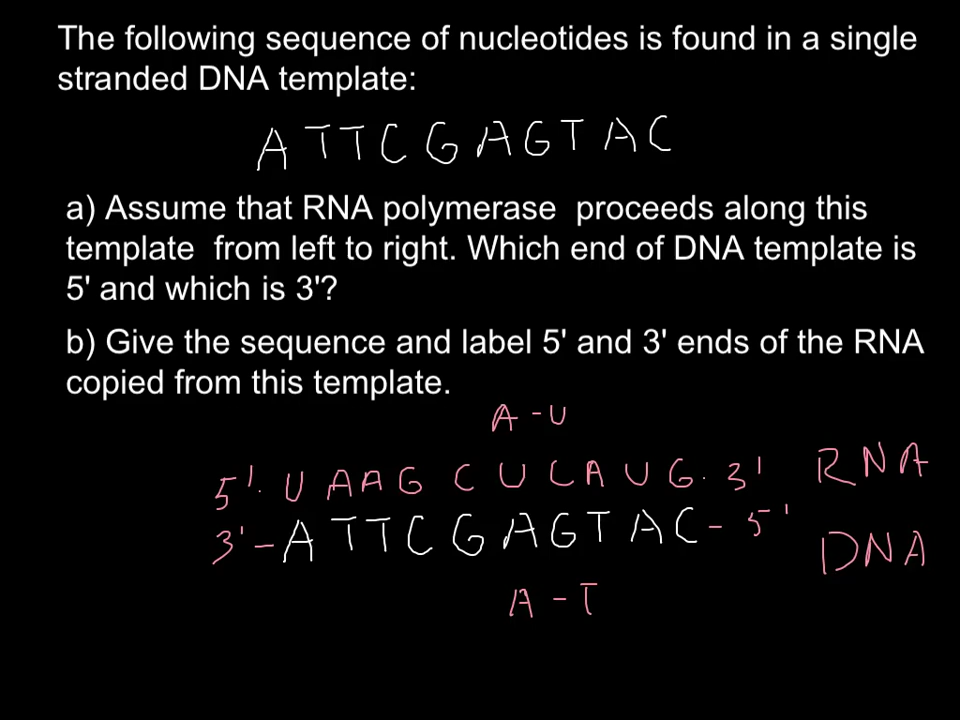 The following sequence of nucleotides is found in a single
stranded DNA template:
ATTCGAGTAC
a) Assume that RNA polymerase proceeds along this
template from left to right. Which end of DNA template is
5' and which is 3'?
b) Give the sequence and label 5' and 3' ends of the RNA
copied from this template.
A - U
5'. UAAGCUCAUG. 3' RNA
3' - ATTCGAGTAC - 5' DNA
A - T